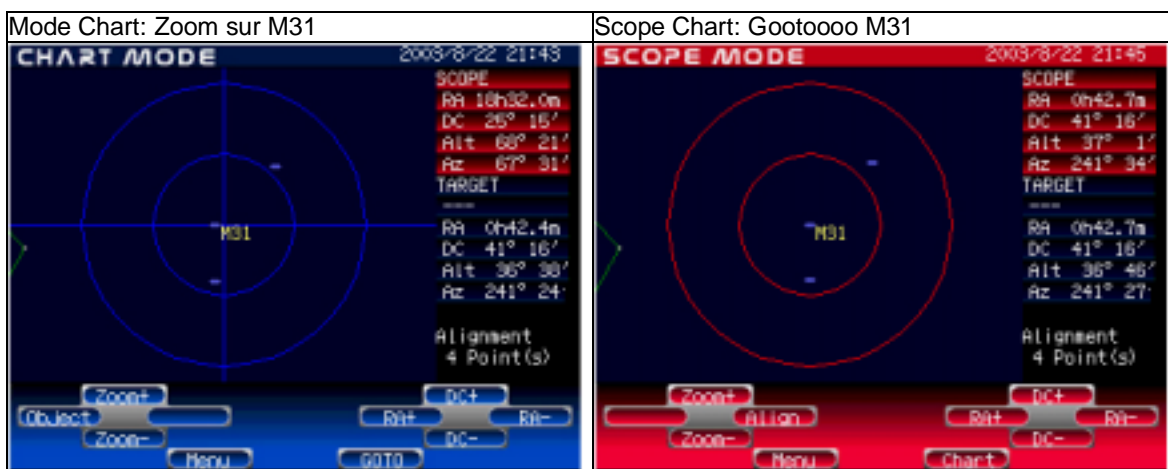 Mode Chart: Zoom sur M31
Scope Chart: Gootoooo M31
CHART MODE 2003/8/22 21:43
SCOPE
RA 18h32.0m
DC 25° 15′
Alt 68° 21′
Az 67° 31′
TARGET
---
RA 0h42.4m
DC 41° 16′
Alt 36° 38′
Az 241° 24′
Alignment
4 Point(s)
M31
Zoom+
Object
Zoom-
Menu
GOTO
DC+
RA+
RA-
DC-
SCOPE MODE 2003/8/22 21:45
SCOPE
RA 0h42.7m
DC 41° 16′
Alt 37° 1′
Az 241° 34′
TARGET
---
RA 0h42.7m
DC 41° 16′
Alt 36° 46′
Az 241° 27′
Alignment
4 Point(s)
M31
Zoom+
Align
Zoom-
Menu
Chart
DC+
RA+
RA-
DC-